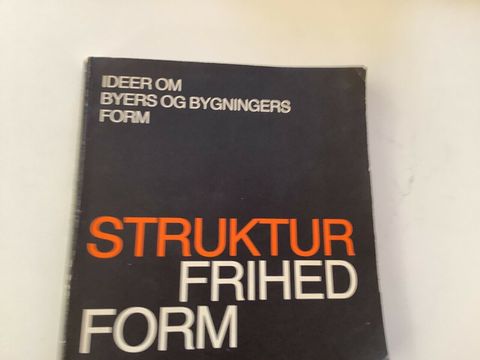 IDEER OM
BYERS OG BYGNINGERS
FORM
STRUKTUR
FRIHED
FORM